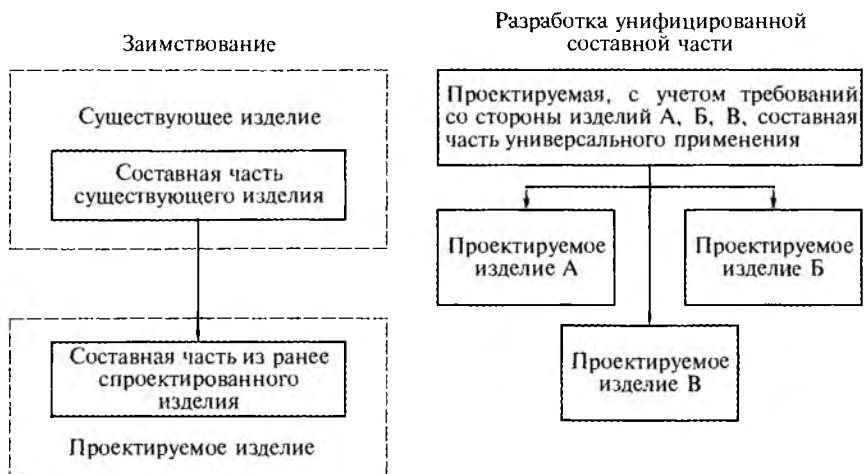 Заимствование
Существующее изделие
Составная часть
существующего изделия
Составная часть из ранее
спроектированного
изделия
Проектируемое изделие
Разработка унифицированной
составной части
Проектируемая, с учетом требований
со стороны изделий А, Б, В, составная
часть универсального применения
Проектируемое
изделие А
Проектируемое
изделие Б
Проектируемое
изделие В